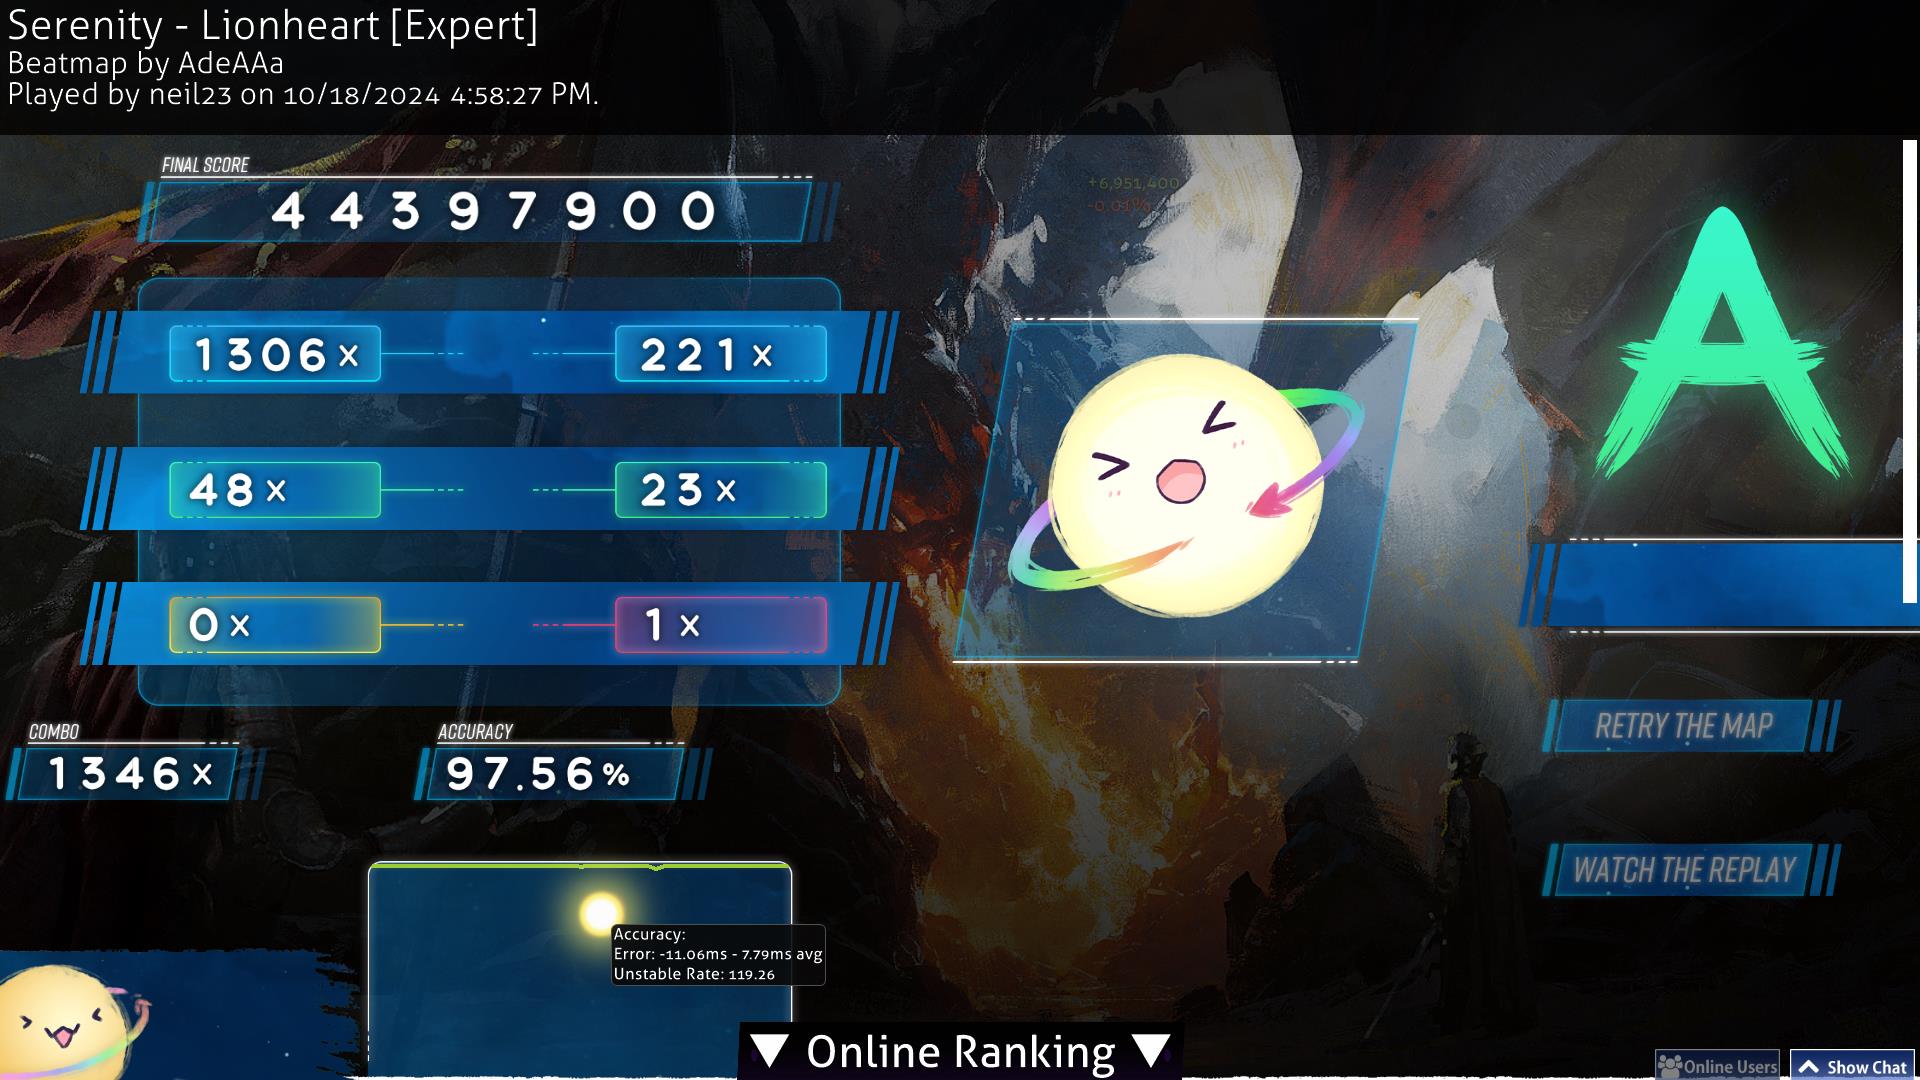 Serenity - Lionheart [Expert]
Beatmap by AdeAAa
Played by neil23 on 10/18/2024 4:58:27 PM.
FINAL SCORE
44397900
+6,951,400
-0.01%
1306x 221x
48x 23x
0x 1x
A
COMBO
1346x
ACCURACY
97.56%
RETRY THE MAP
WATCH THE REPLAY
Accuracy:
Error: -11.06ms - 7.79ms avg
Unstable Rate: 119.26
▼ Online Ranking ▼
Online Users
Show Chat